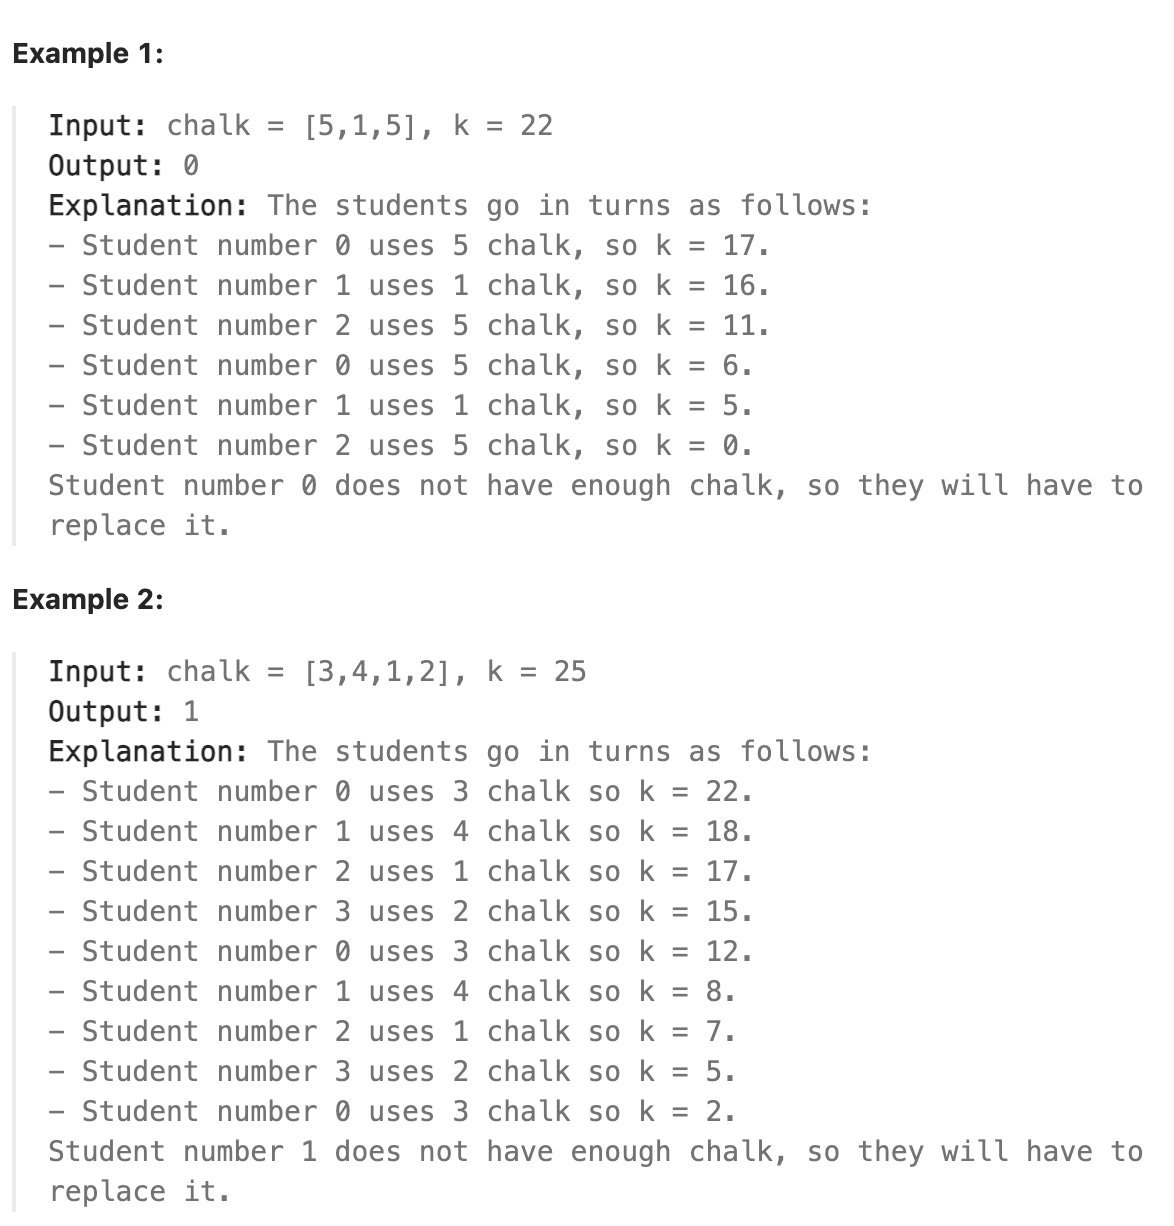 Example 1:
Input: chalk = [5,1,5], k = 22
Output: 0
Explanation: The students go in turns as follows:
- Student number 0 uses 5 chalk, so k = 17.
- Student number 1 uses 1 chalk, so k = 16.
- Student number 2 uses 5 chalk, so k = 11.
- Student number 0 uses 5 chalk, so k = 6.
- Student number 1 uses 1 chalk, so k = 5.
- Student number 2 uses 5 chalk, so k = 0.
Student number 0 does not have enough chalk, so they will have to
replace it.
Example 2:
Input: chalk = [3,4,1,2], k = 25
Output: 1
Explanation: The students go in turns as follows:
- Student number 0 uses 3 chalk so k = 22.
- Student number 1 uses 4 chalk so k = 18.
- Student number 2 uses 1 chalk so k = 17.
- Student number 3 uses 2 chalk so k = 15.
- Student number 0 uses 3 chalk so k = 12.
- Student number 1 uses 4 chalk so k = 8.
- Student number 2 uses 1 chalk so k = 7.
- Student number 3 uses 2 chalk so k = 5.
- Student number 0 uses 3 chalk so k = 2.
Student number 1 does not have enough chalk, so they will have to
replace it.